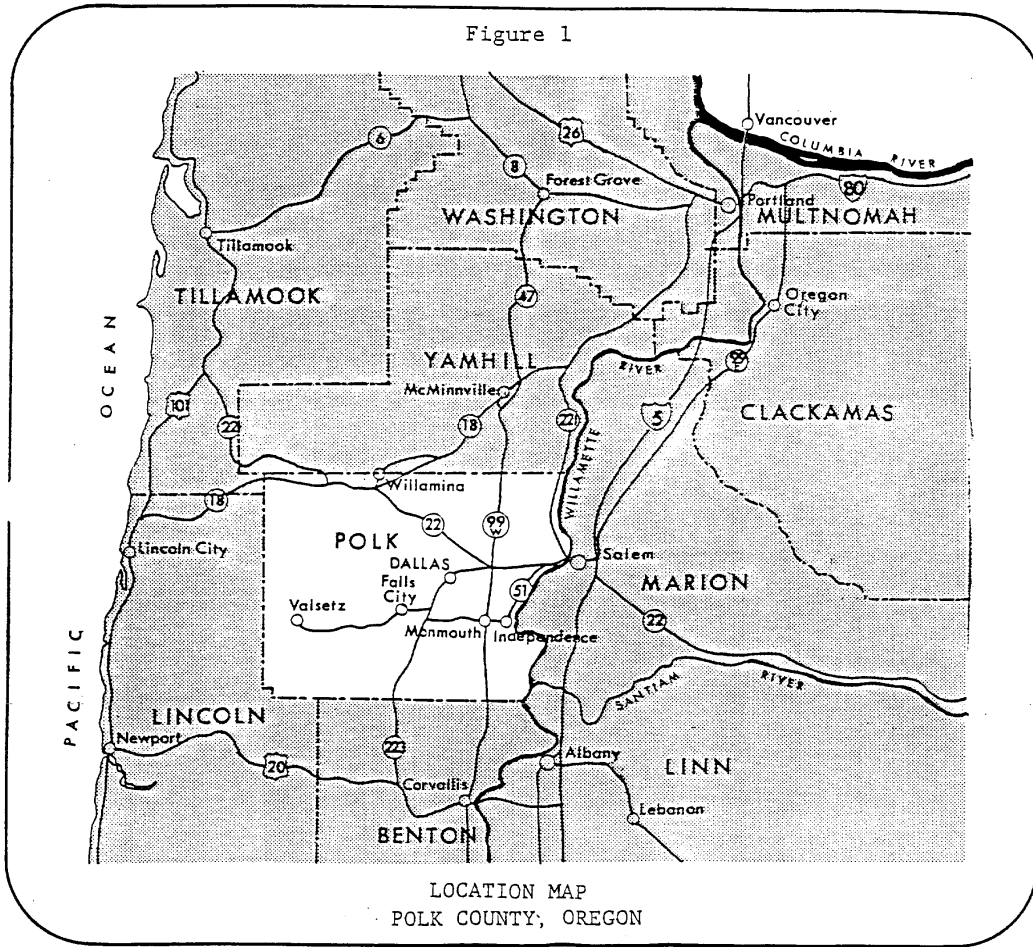 Figure 1
Vancouver
COLUMBIA RIVER
6
26
8
80
Forest Grove
Portland
WASHINGTON
MULTNOMAH
Tillamook
TILLAMOOK
47
Oregon
City
OCEAN
YAMHILL
RIVER
99
E
McMinnville
101
22
18
221
5
CLACKAMAS
WILLAMETTE
Willamina
18
POLK
22
99
W
Lincoln City
DALLAS
Salem
Falls
City
51
MARION
Valsetz
Monmouth
Independence
22
PACIFIC
SANTIAM RIVER
LINCOLN
Newport
223
Albany
LINN
20
Corvallis
Lebanon
BENTON
LOCATION MAP
POLK COUNTY, OREGON